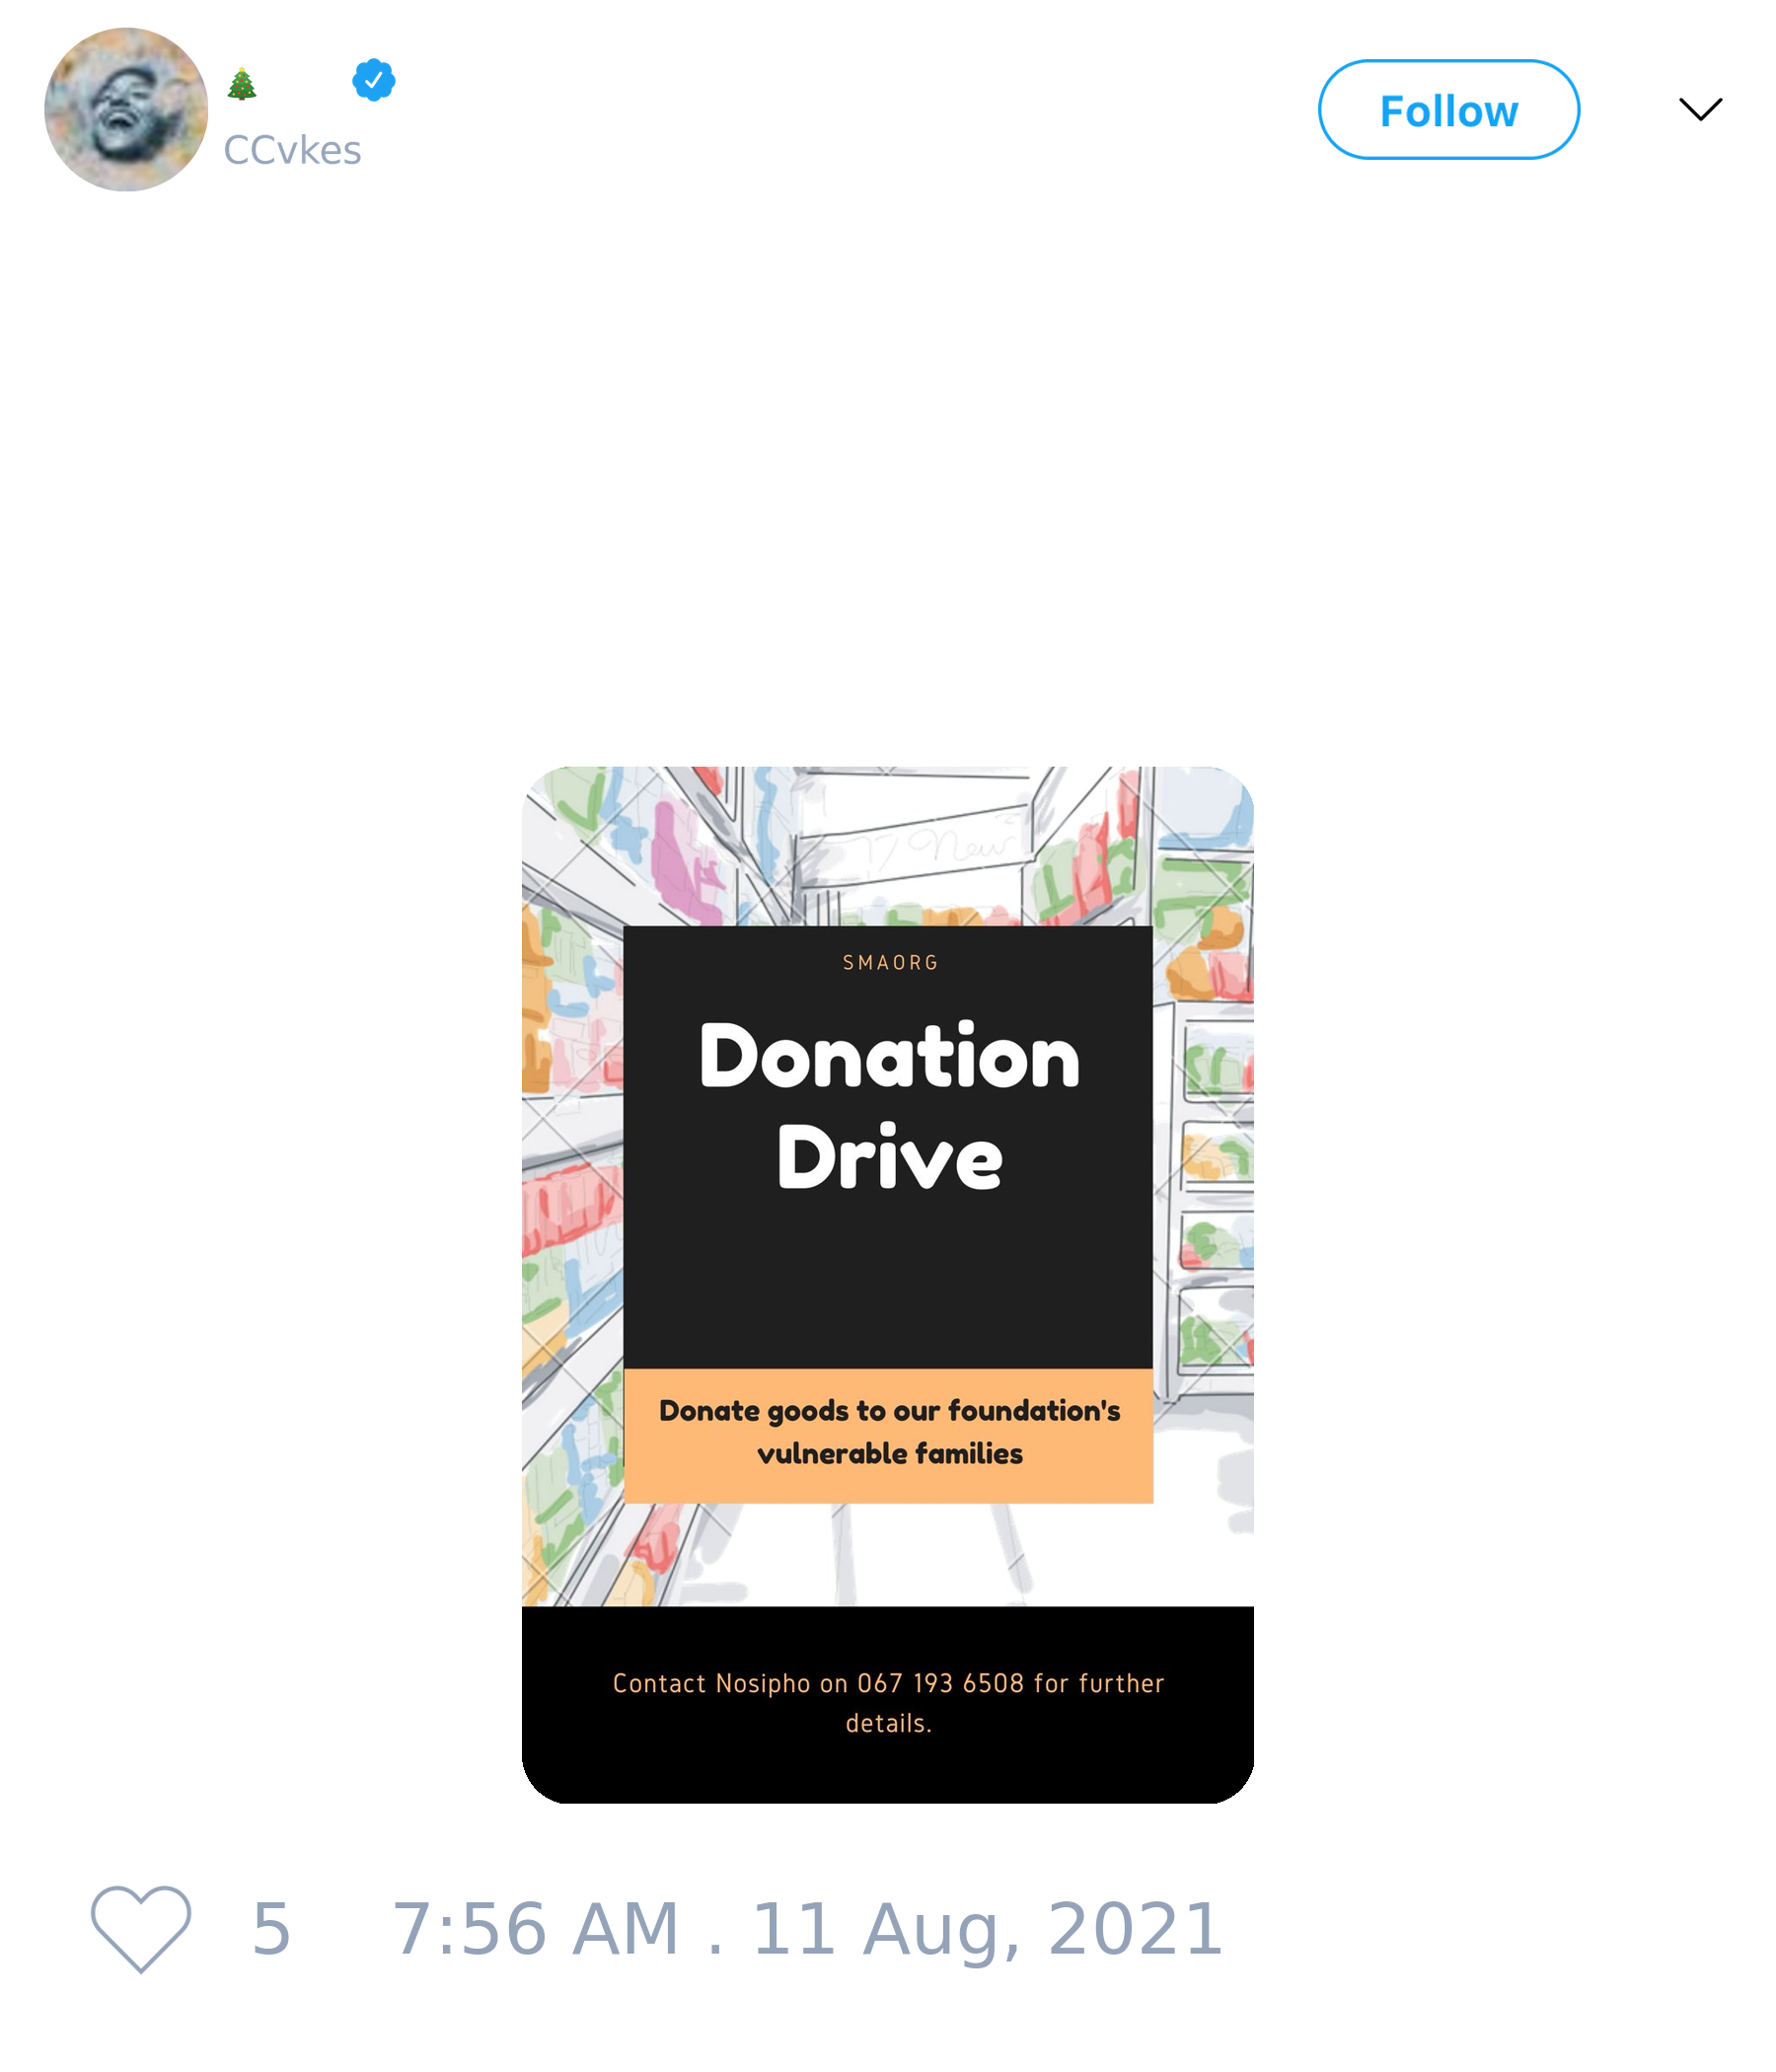 🎄
CCvkes
Follow
SMAORG
Donation
Drive
Donate goods to our foundation's
vulnerable families
Contact Nosipho on 067 193 6508 for further
details.
5 7:56 AM . 11 Aug, 2021